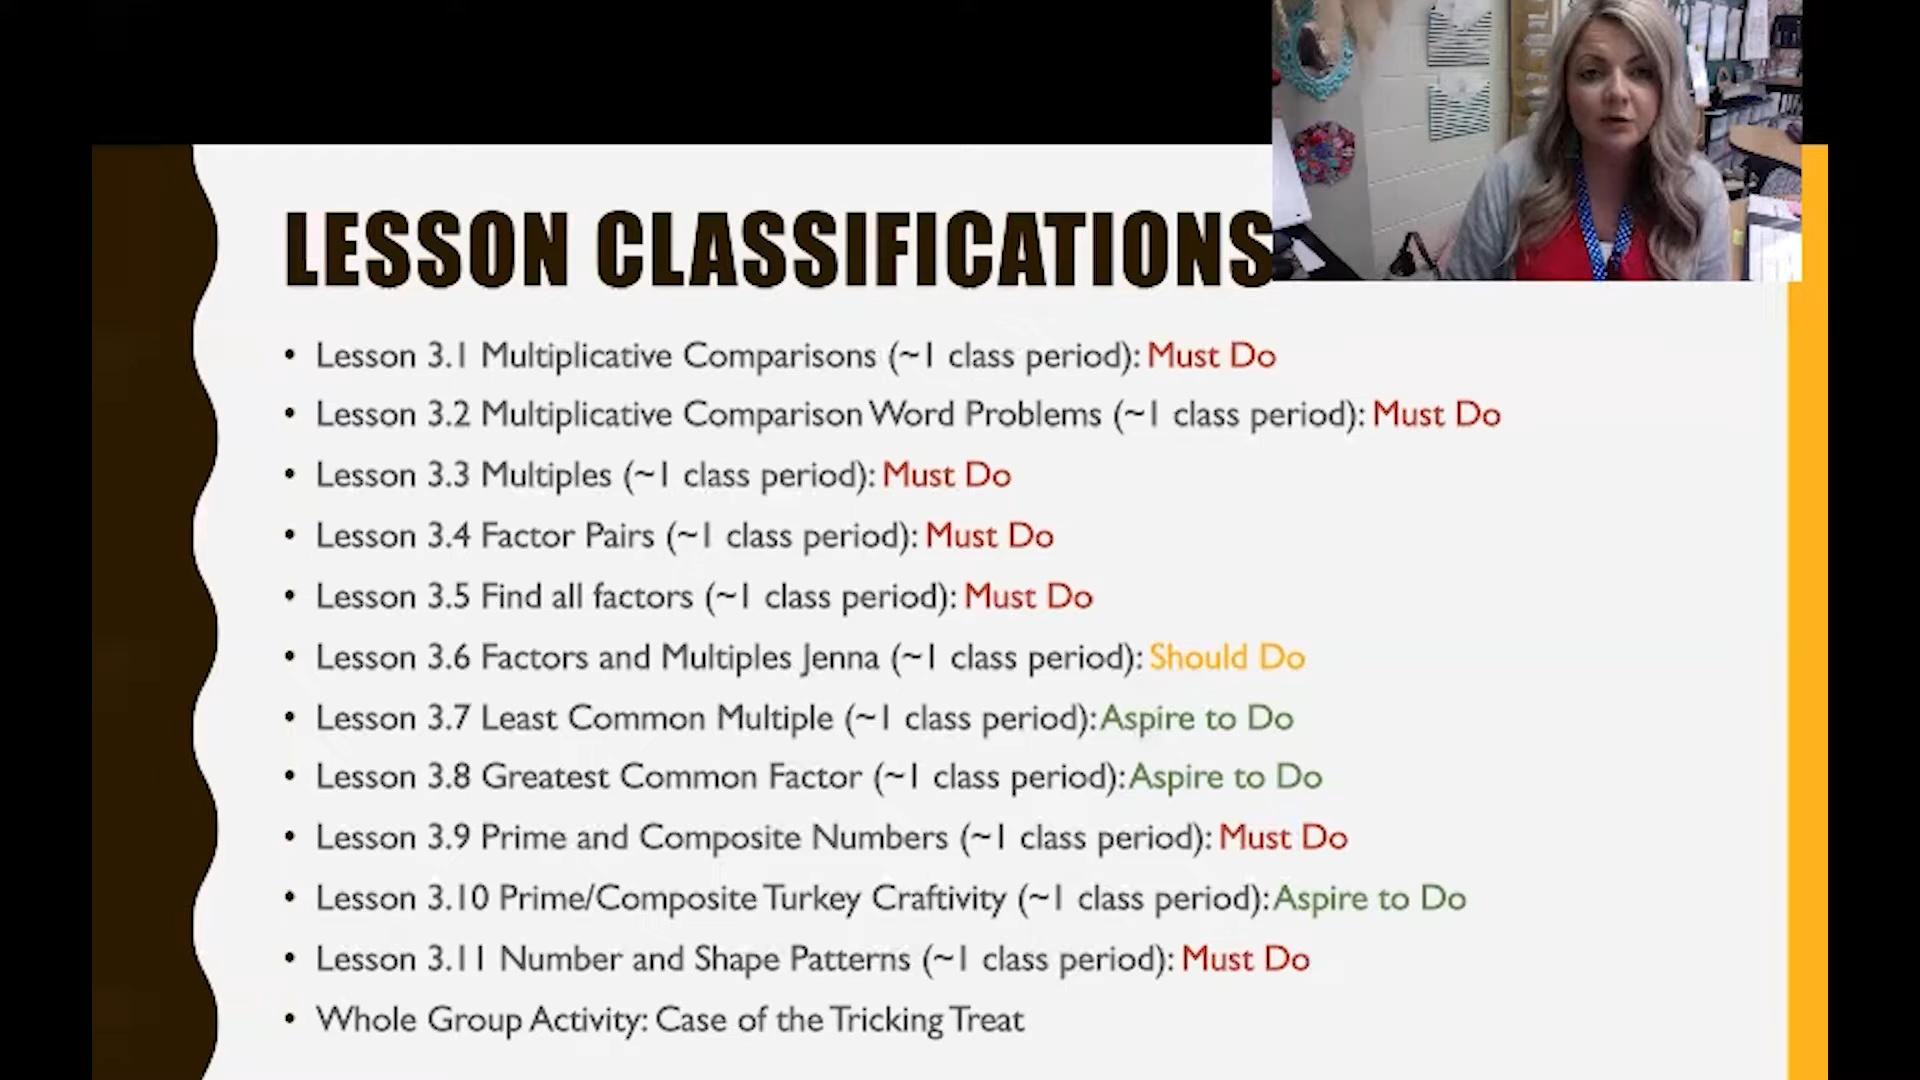 LESSON CLASSIFICATIONS
• Lesson 3.1 Multiplicative Comparisons (~1 class period): Must Do
• Lesson 3.2 Multiplicative Comparison Word Problems (~1 class period): Must Do
• Lesson 3.3 Multiples (~1 class period): Must Do
• Lesson 3.4 Factor Pairs (~1 class period): Must Do
• Lesson 3.5 Find all factors (~1 class period): Must Do
• Lesson 3.6 Factors and Multiples Jenna (~1 class period): Should Do
• Lesson 3.7 Least Common Multiple (~1 class period): Aspire to Do
• Lesson 3.8 Greatest Common Factor (~1 class period): Aspire to Do
• Lesson 3.9 Prime and Composite Numbers (~1 class period): Must Do
• Lesson 3.10 Prime/Composite Turkey Craftivity (~1 class period): Aspire to Do
• Lesson 3.11 Number and Shape Patterns (~1 class period): Must Do
• Whole Group Activity: Case of the Tricking Treat